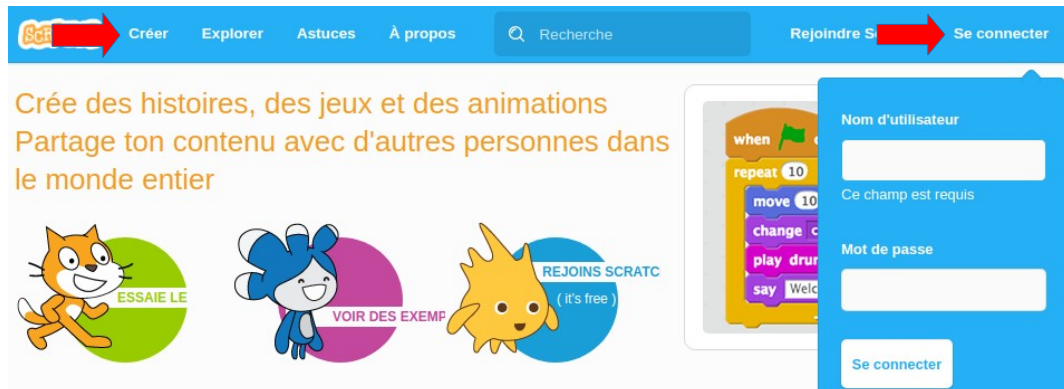 Créer Explorer Astuces À propos Recherche Rejoindre Se connecter
Crée des histoires, des jeux et des animations
Partage ton contenu avec d'autres personnes dans
le monde entier
ESSAIE LE
VOIR DES EXEMP
REJOINS SCRATC
( it's free )
when
repeat 10
move 10
change
play drur
say Welc
Nom d'utilisateur
Ce champ est requis
Mot de passe
Se connecter